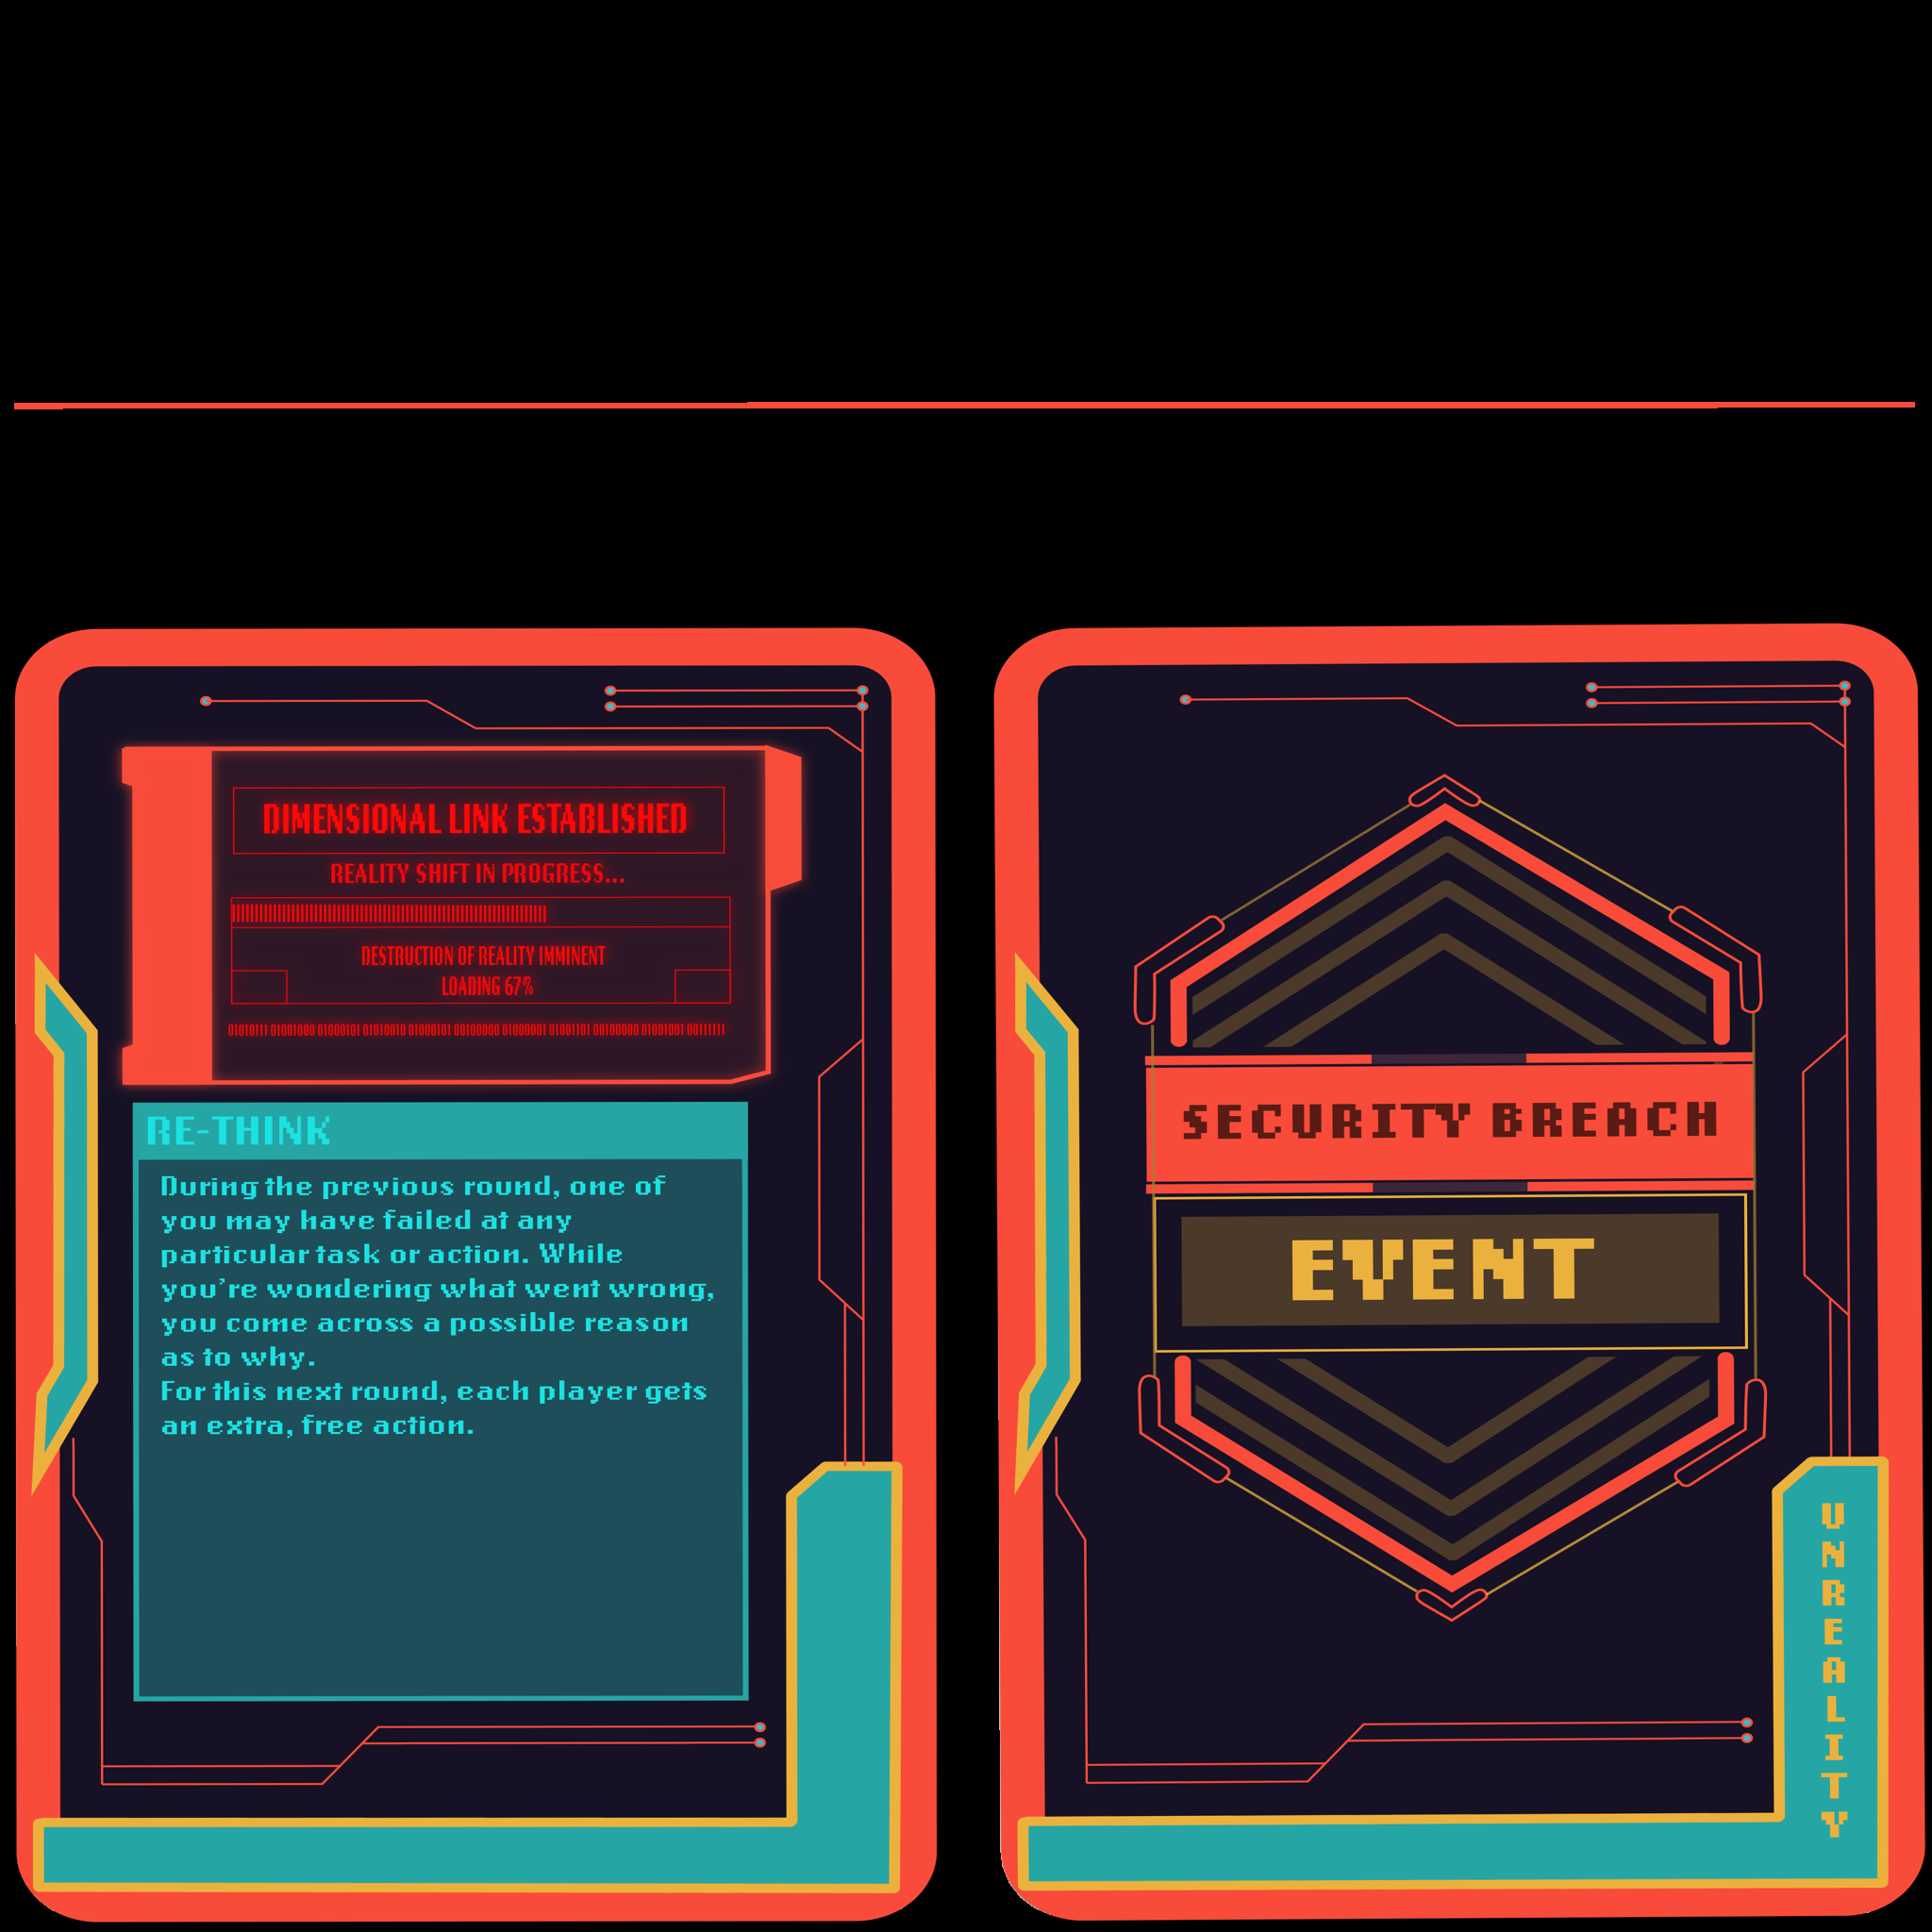 DIMENSIONAL LINK ESTABLISHED
REALITY SHIFT IN PROGRESS...
DESTRUCTION OF REALITY IMMINENT
LOADING 67%
01010111 01001000 01000101 01010010 01000101 00100000 01000001 01001101 00100000 01001001 00111111
RE-THINK
During the previous round, one of
you may have failed at any
particular task or action. While
you're wondering what went wrong,
you come across a possible reason
as to why.
For this next round, each player gets
an extra, free action.
SECURITY BREACH
EVENT
UNREALITY